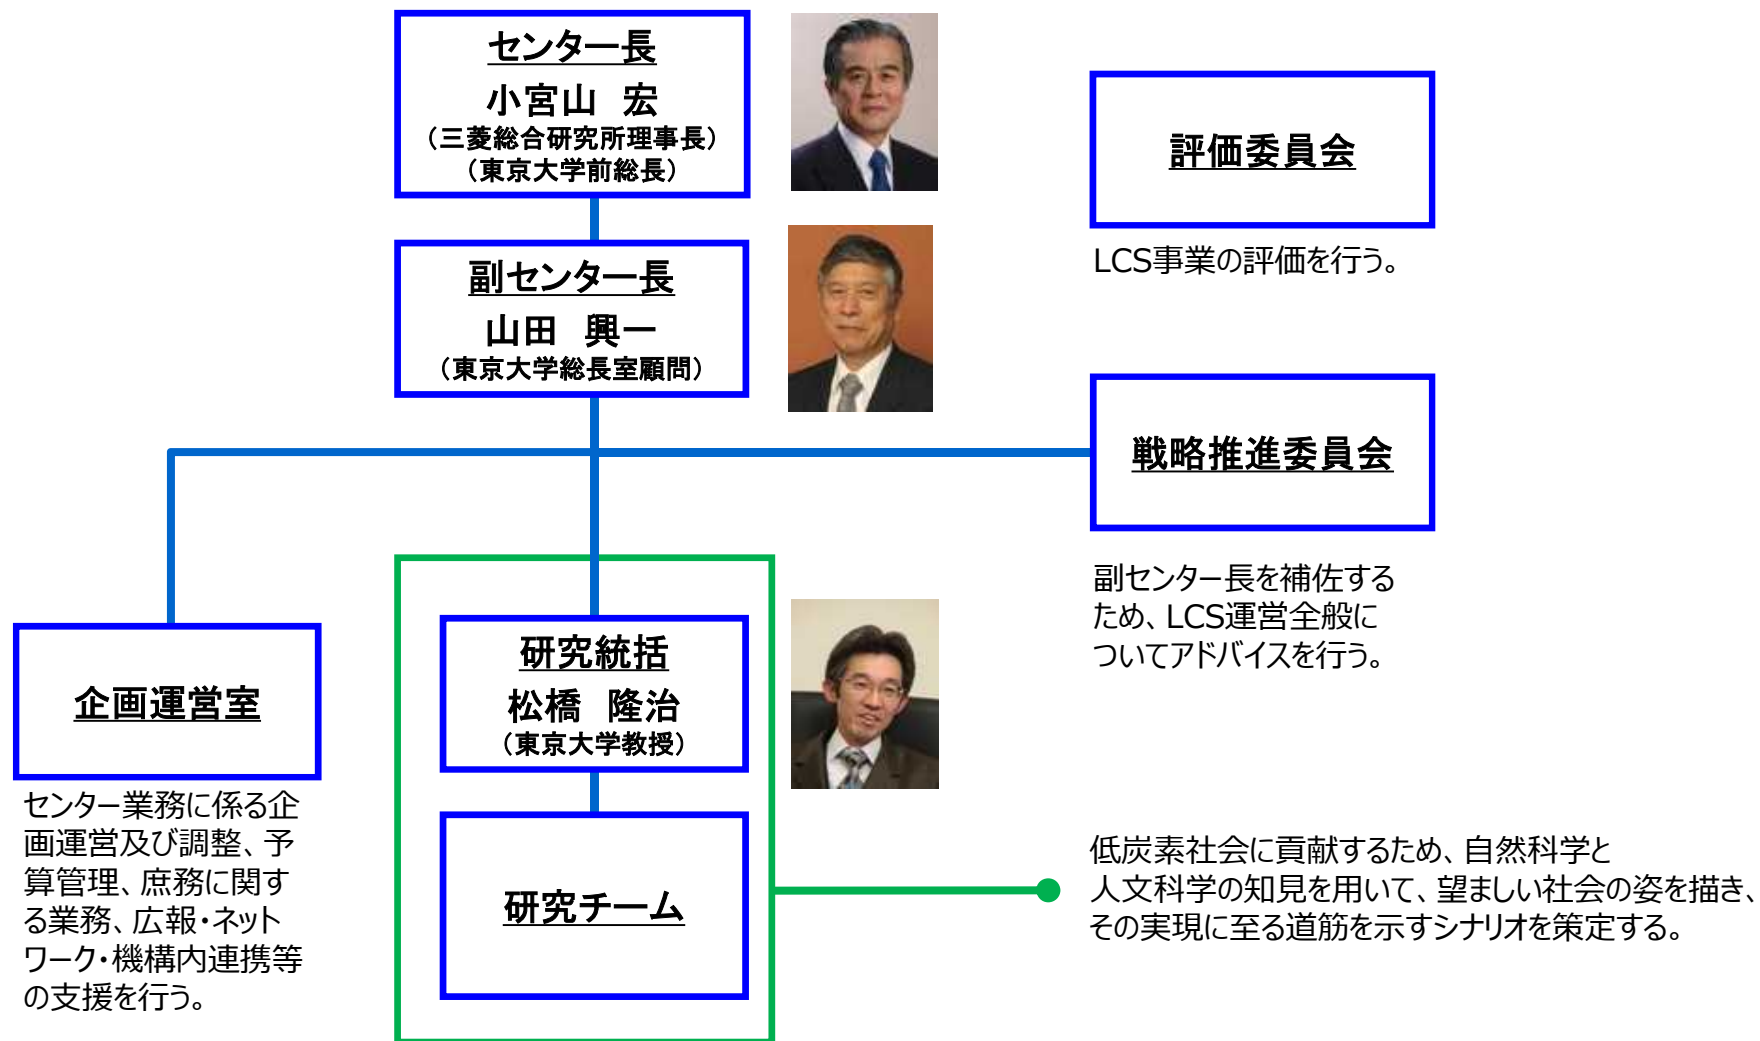 センター長
小宮山 宏
（三菱総合研究所理事長）
（東京大学前総長）
評価委員会
LCS事業の評価を行う。
副センター長
山田 興一
（東京大学総長室顧問）
戦略推進委員会
副センター長を補佐する
ため、LCS運営全般に
ついてアドバイスを行う。
研究統括
松橋 隆治
（東京大学教授）
企画運営室
センター業務に係る企
画運営及び調整、予
算管理、庶務に関す
る業務、広報・ネット
ワーク・機構内連携等
の支援を行う。
研究チーム
低炭素社会に貢献するため、自然科学と
人文科学の知見を用いて、望ましい社会の姿を描き、
その実現に至る道筋を示すシナリオを策定する。